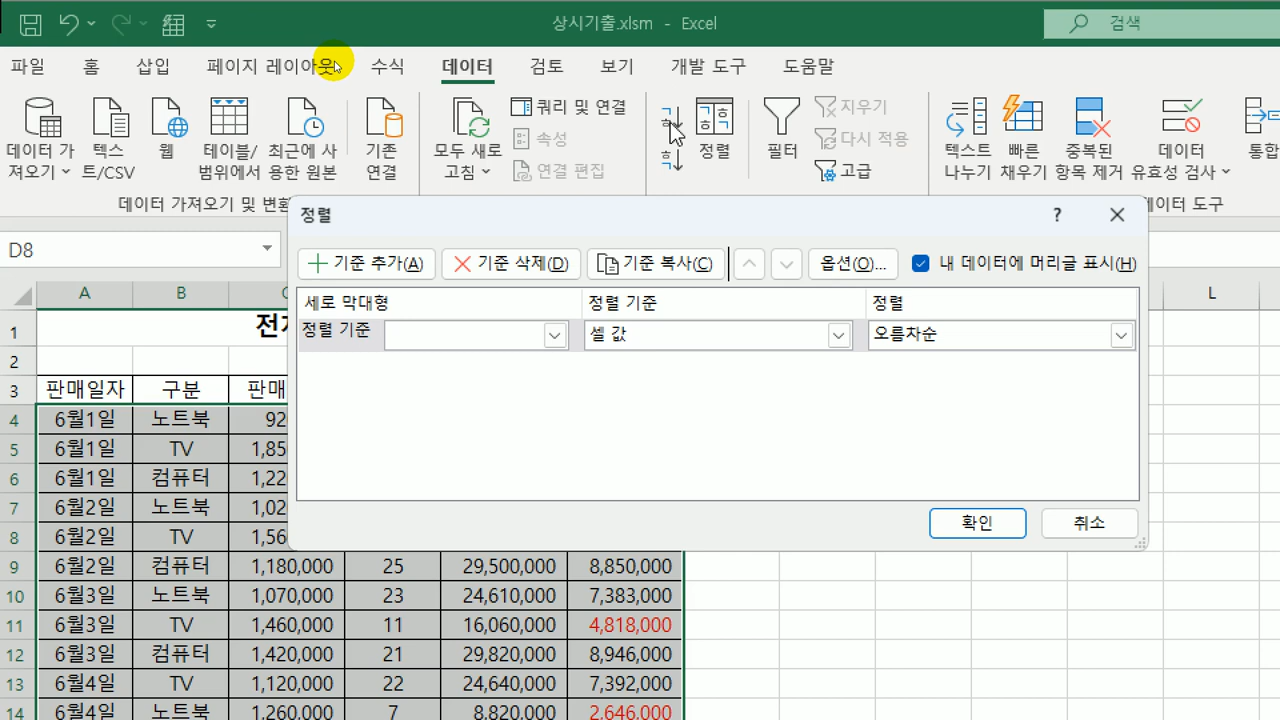 상시기출.xlsm - Excel
검색
파일 홈 삽입 페이지 레이아웃 수식 데이터 검토 보기 개발 도구 도움말
데이터 가져오기
텍스트/CSV
웹
테이블/범위에서
최근에 사용한 원본
기존 연결
모두 새로 고침
쿼리 및 연결
속성
연결 편집
정렬
필터
지우기
다시 적용
고급
텍스트 나누기
빠른 채우기
중복된 항목 제거
데이터 유효성 검사
통합
데이터 가져오기 및 변환
데이터 도구
D8
정렬 ?
기준 추가(A) 기준 삭제(D) 기준 복사(C) 옵션(O)... 내 데이터에 머리글 표시(H)
세로 막대형 정렬 기준 정렬
정렬 기준 셀 값 오름차순
확인 취소
A B C L
1
2
3 판매일자 구분 판매
4 6월1일 노트북 92
5 6월1일 TV 1,85
6 6월1일 컴퓨터 1,22
7 6월2일 노트북 1,02
8 6월2일 TV 1,56
9 6월2일 컴퓨터 1,180,000 25 29,500,000 8,850,000
10 6월3일 노트북 1,070,000 23 24,610,000 7,383,000
11 6월3일 TV 1,460,000 11 16,060,000 4,818,000
12 6월3일 컴퓨터 1,420,000 21 29,820,000 8,946,000
13 6월4일 TV 1,120,000 22 24,640,000 7,392,000
14 6월4일 노트북 1,260,000 7 8,820,000 2,646,000